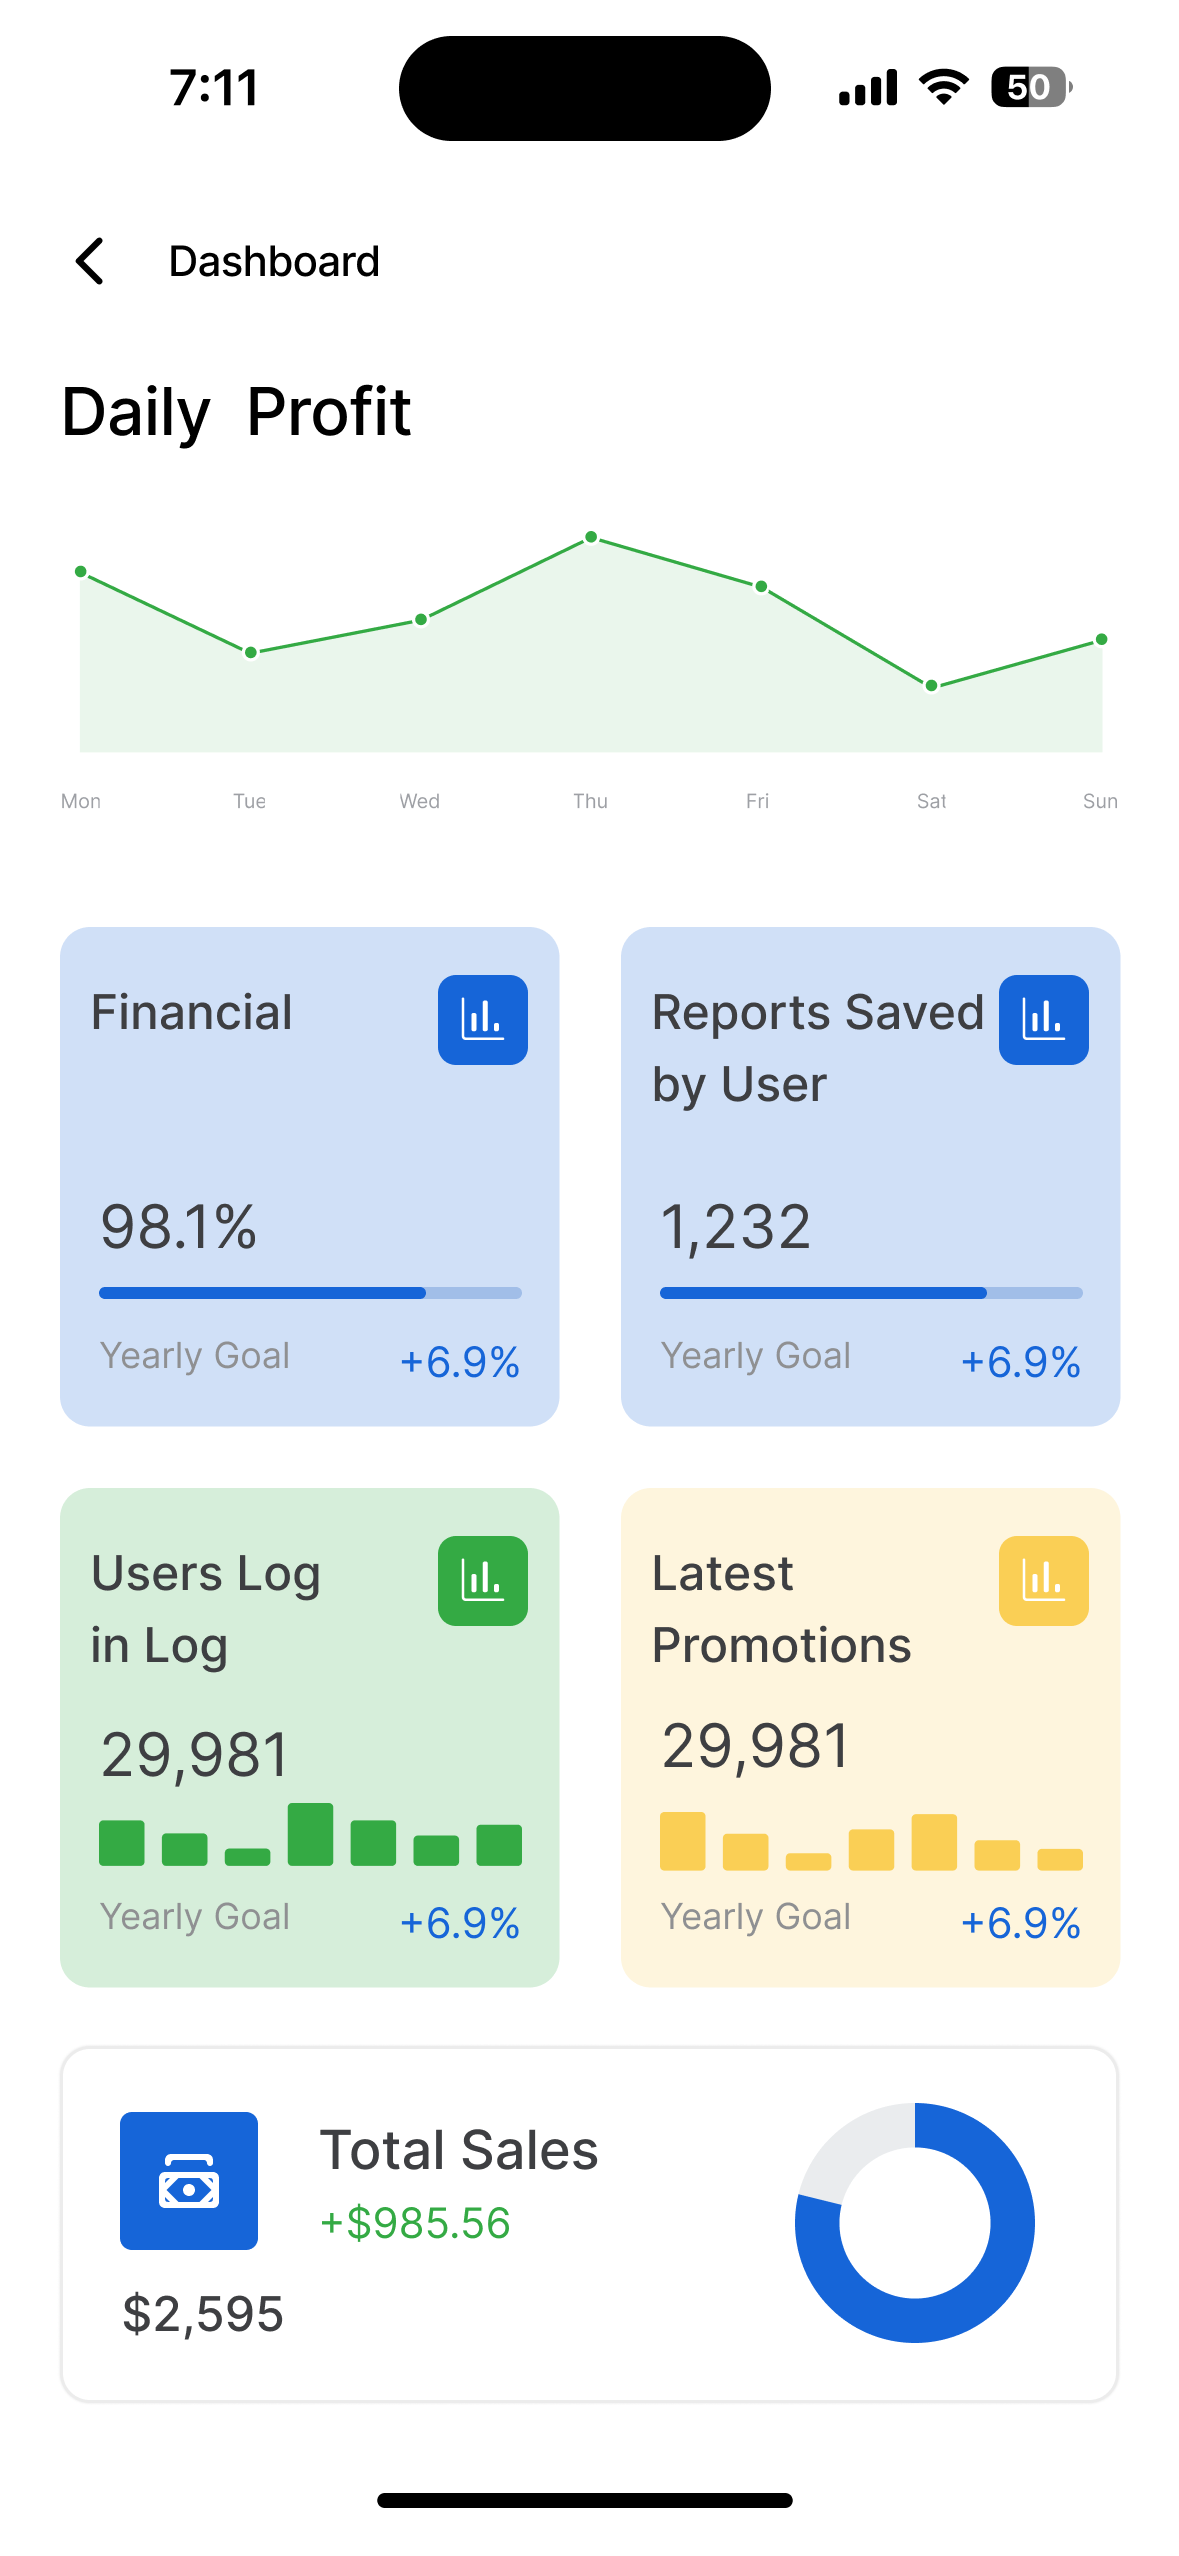 7:11
50
Dashboard
Daily Profit
Mon Tue Wed Thu Fri Sat Sun
Financial
98.1%
Yearly Goal +6.9%
Reports Saved
by User
1,232
Yearly Goal +6.9%
Users Log
in Log
29,981
Yearly Goal +6.9%
Latest
Promotions
29,981
Yearly Goal +6.9%
Total Sales
+$985.56
$2,595